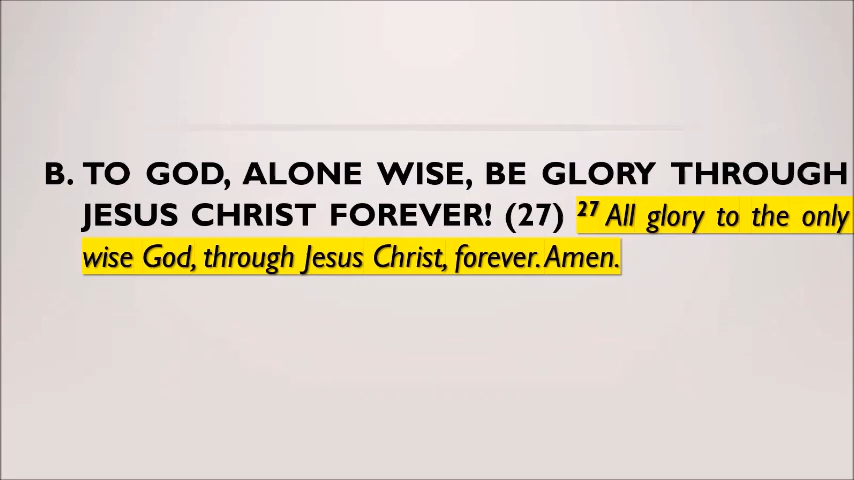 B. TO GOD, ALONE WISE, BE GLORY THROUGH
JESUS CHRIST FOREVER! (27) 27 All glory to the only
wise God, through Jesus Christ, forever. Amen.